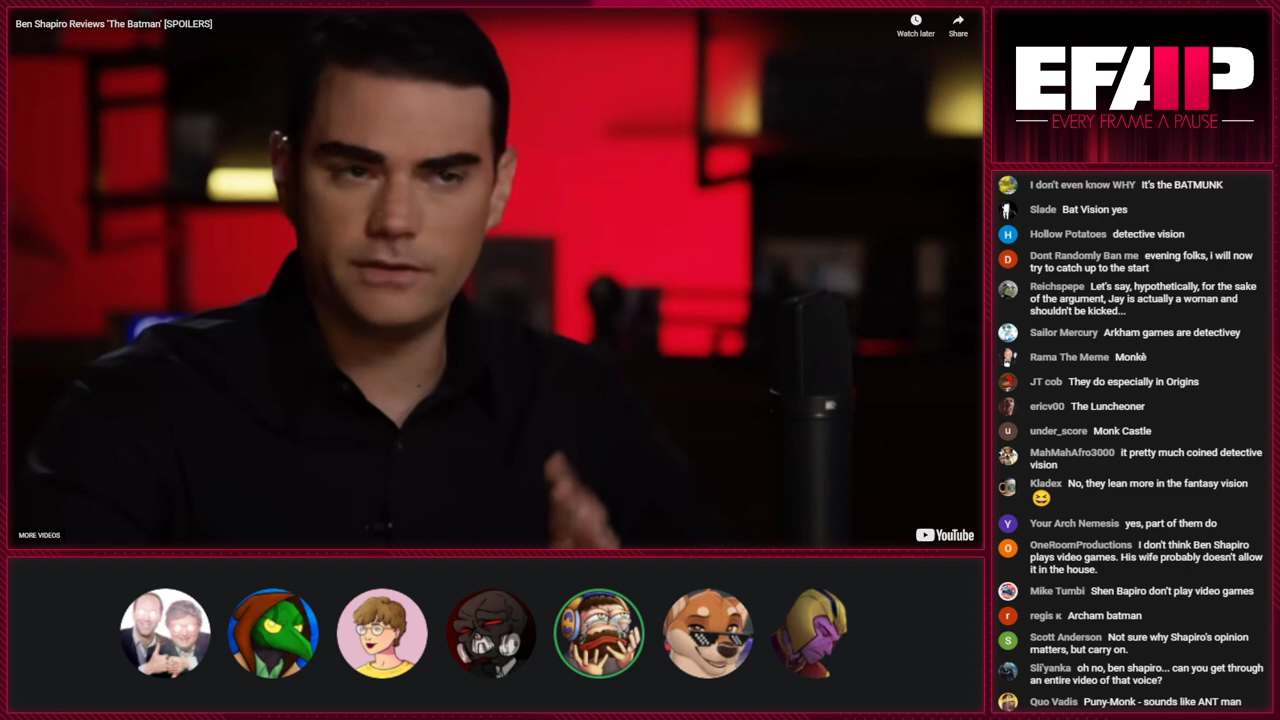 Ben Shapiro Reviews 'The Batman' [SPOILERS]
Watch later
Share
MORE VIDEOS
YouTube
EFAP
EVERY FRAME A PAUSE
I don't even know WHY It's the BATMUNK
Slade Bat Vision yes
H Hollow Potatoes detective vision
D Dont Randomly Ban me evening folks, i will now
try to catch up to the start
Reichspepe Let's say, hypothetically, for the sake
of the argument, Jay is actually a woman and
shouldn't be kicked...
Sailor Mercury Arkham games are detectivey
Rama The Meme Monkè
JT cob They do especially in Origins
ericv00 The Luncheoner
u under_score Monk Castle
MahMahAfro3000 it pretty much coined detective
vision
Kladex No, they lean more in the fantasy vision
Y Your Arch Nemesis yes, part of them do
O OneRoomProductions I don't think Ben Shapiro
plays video games. His wife probably doesn't allow
it in the house.
Mike Tumbi Shen Bapiro don't play video games
r regis ĸ Archam batman
S Scott Anderson Not sure why Shapiro's opinion
matters, but carry on.
Sli'yanka oh no, ben shapiro... can you get through
an entire video of that voice?
Quo Vadis Puny-Monk - sounds like ANT man